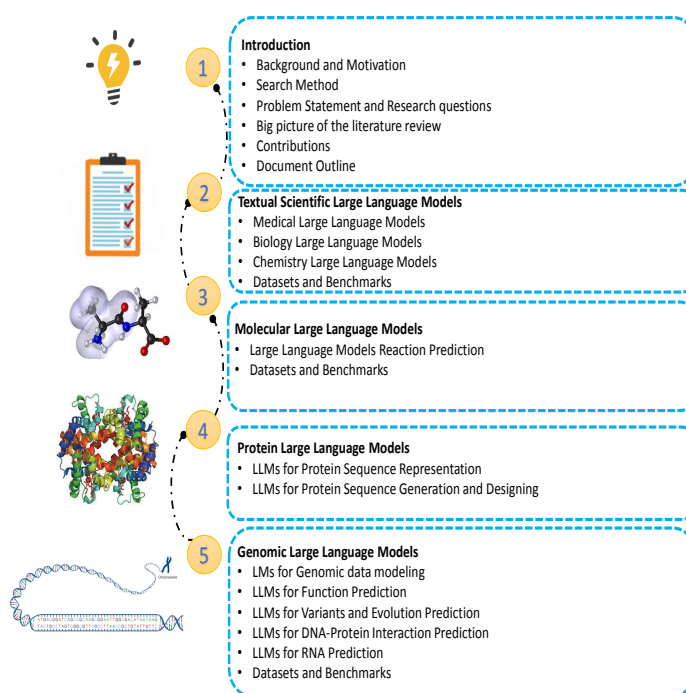 1
Introduction
• Background and Motivation
• Search Method
• Problem Statement and Research questions
• Big picture of the literature review
• Contributions
• Document Outline
2
Textual Scientific Large Language Models
• Medical Large Language Models
• Biology Large Language Models
• Chemistry Large Language Models
• Datasets and Benchmarks
3
Molecular Large Language Models
• Large Language Models Reaction Prediction
• Datasets and Benchmarks
4
Protein Large Language Models
• LLMs for Protein Sequence Representation
• LLMs for Protein Sequence Generation and Designing
5
Genomic Large Language Models
• LMs for Genomic data modeling
• LLMs for Function Prediction
• LLMs for Variants and Evolution Prediction
• LLMs for DNA-Protein Interaction Prediction
• LLMs for RNA Prediction
• Datasets and Benchmarks
Chromosome